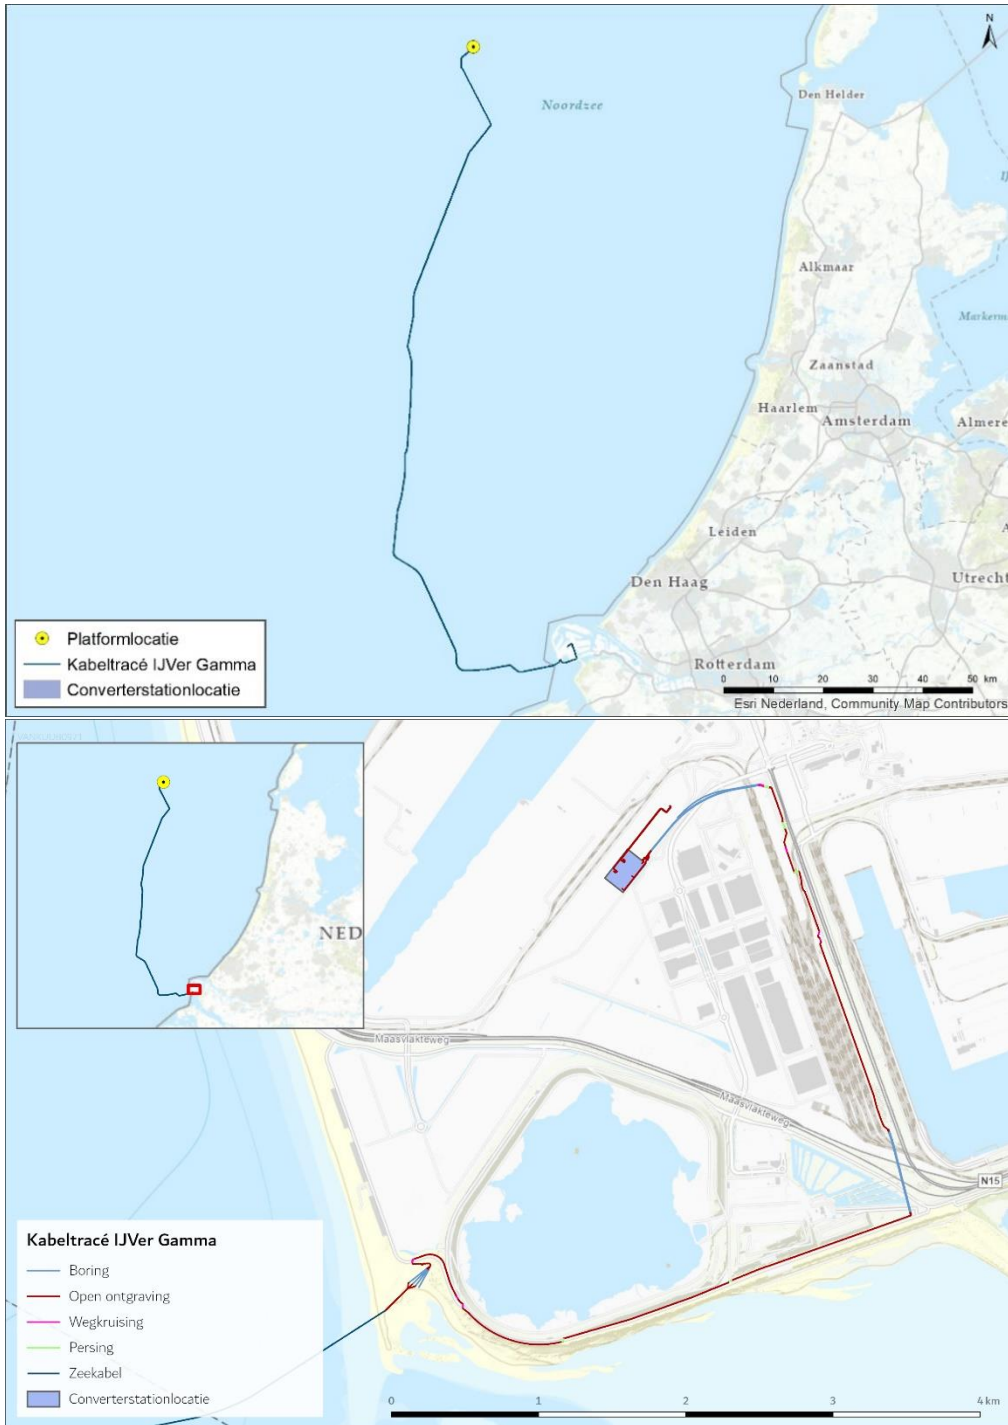 N
Den Helder
Noordzee
IJ
Alkmaar
Markerm
Zaanstad
Haarlem
Amsterdam
Almere
Leiden
Den Haag
Utrecht
Rotterdam
Platformlocatie
Kabeltracé IJVer Gamma
Converterstationlocatie
0 10 20 30 40 50 km
Esri Nederland, Community Map Contributors
NED
Maasvlakteweg
Maasvlakteweg
N15
Kabeltracé IJVer Gamma
Boring
Open ontgraving
Wegkruising
Persing
Zeekabel
Converterstationlocatie
0 1 2 3 4 km